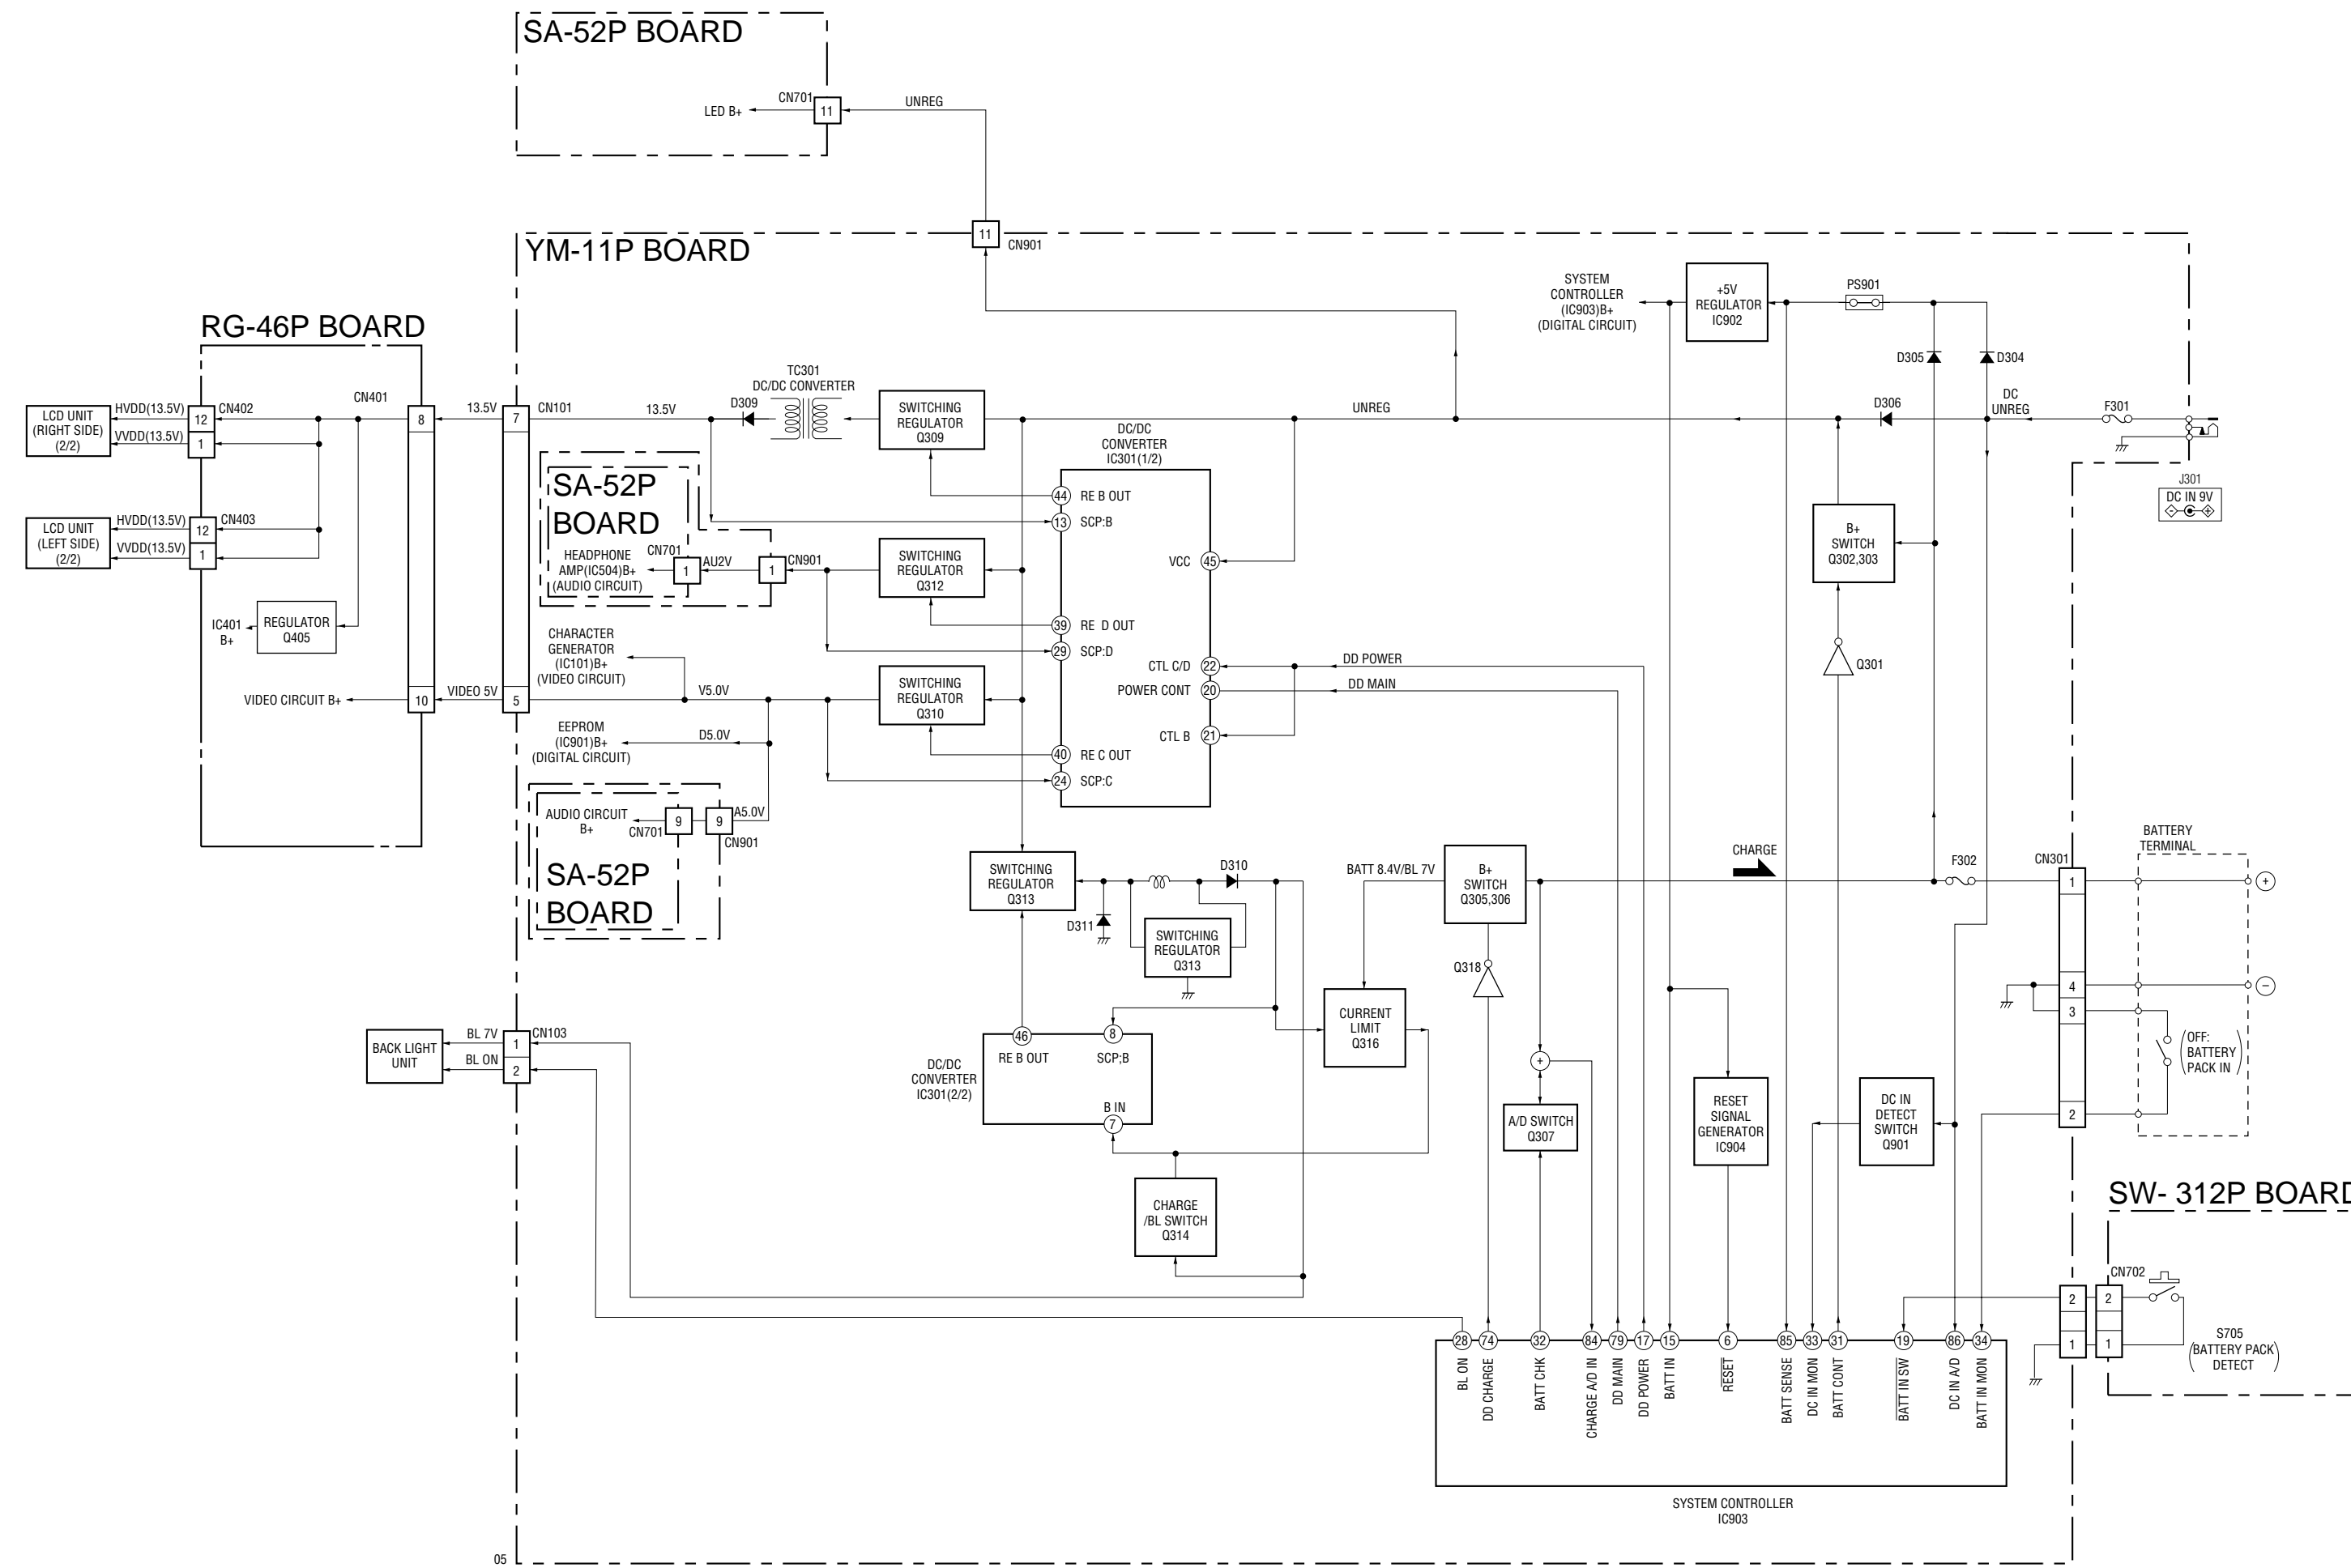 SA-52P BOARD
CN701
11
UNREG
LED B+
11
CN901
YM-11P BOARD
SYSTEM
CONTROLLER
(IC903)B+
(DIGITAL CIRCUIT)
+5V
REGULATOR
IC902
PS901
D305
D304
RG-46P BOARD
LCD UNIT
(RIGHT SIDE)
(2/2)
HVDD(13.5V)
VVDD(13.5V)
12
1
CN402
CN401
8
13.5V
7
CN101
13.5V
D309
TC301
DC/DC CONVERTER
SWITCHING
REGULATOR
Q309
UNREG
D306
DC
UNREG
F301
J301
DC IN 9V
LCD UNIT
(LEFT SIDE)
(2/2)
HVDD(13.5V)
VVDD(13.5V)
12
1
CN403
IC401
B+
REGULATOR
Q405
VIDEO CIRCUIT B+
10
VIDEO 5V
5
SA-52P
BOARD
HEADPHONE
AMP(IC504)B+
(AUDIO CIRCUIT)
CN701
1
AU2V
1
CN901
SWITCHING
REGULATOR
Q312
CHARACTER
GENERATOR
(IC101)B+
(VIDEO CIRCUIT)
V5.0V
SWITCHING
REGULATOR
Q310
EEPROM
(IC901)B+
(DIGITAL CIRCUIT)
D5.0V
AUDIO CIRCUIT
B+
CN701
9
9
A5.0V
CN901
SA-52P
BOARD
DC/DC
CONVERTER
IC301(1/2)
44
RE B OUT
13
SCP:B
VCC
45
39
RE D OUT
29
SCP:D
CTL C/D
22
POWER CONT
20
CTL B
21
40
RE C OUT
24
SCP:C
DD POWER
DD MAIN
B+
SWITCH
Q302,303
Q301
SWITCHING
REGULATOR
Q313
D310
D311
SWITCHING
REGULATOR
Q313
BATT 8.4V/BL 7V
B+
SWITCH
Q305,306
CHARGE
F302
CN301
BATTERY
TERMINAL
1
+
4
−
3
2
(OFF:
BATTERY
PACK IN)
Q318
CURRENT
LIMIT
Q316
BACK LIGHT
UNIT
BL 7V
BL ON
1
2
CN103
DC/DC
CONVERTER
IC301(2/2)
46
8
RE B OUT
SCP;B
B IN
7
CHARGE
/BL SWITCH
Q314
+
A/D SWITCH
Q307
RESET
SIGNAL
GENERATOR
IC904
DC IN
DETECT
SWITCH
Q901
SW- 312P BOARD
CN702
2
2
1
1
S705
(BATTERY PACK
DETECT)
28
74
32
84
79
17
15
6
85
33
31
19
86
34
BL ON
DD CHARGE
BATT CHK
CHARGE A/D IN
DD MAIN
DD POWER
BATT IN
RESET
BATT SENSE
DC IN MON
BATT CONT
BATT IN SW
DC IN A/D
BATT IN MON
SYSTEM CONTROLLER
IC903
05